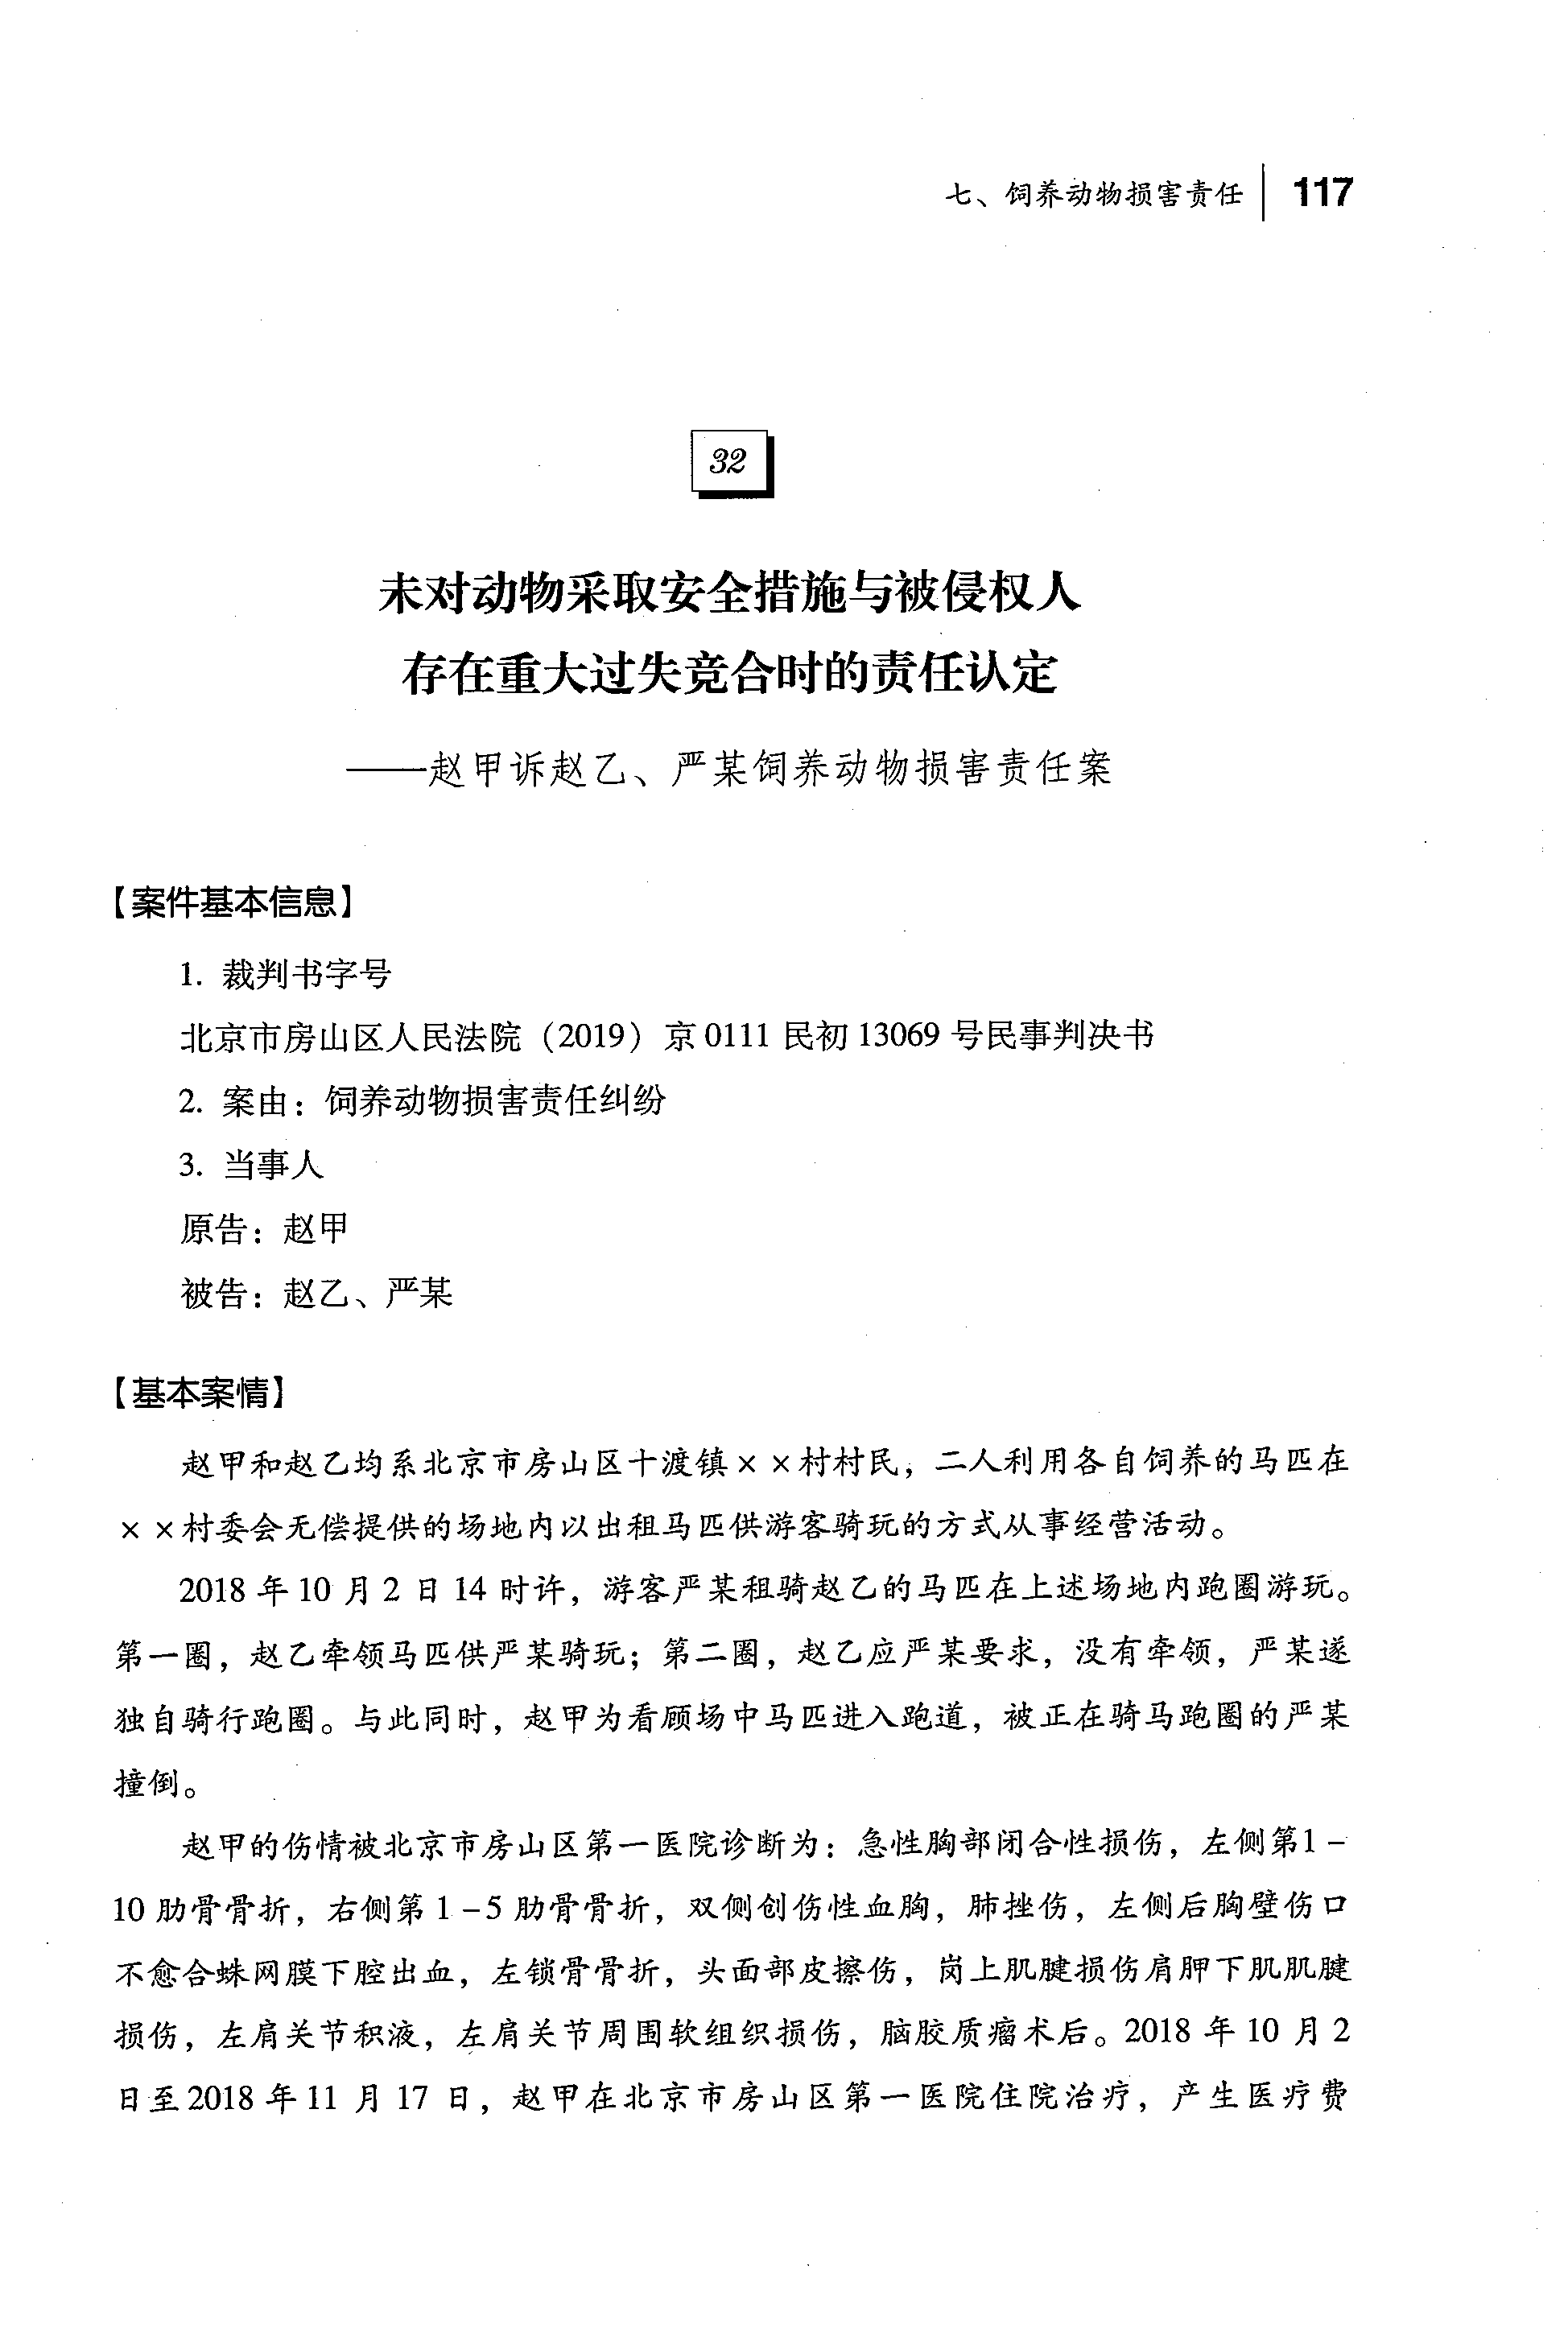 七、饲养动物损害责任 117
32
未对动物采取安全措施与被侵权人
存在重大过失竞合时的责任认定
——赵甲诉赵乙、严某饲养动物损害责任案
【案件基本信息】
1. 裁判书字号
北京市房山区人民法院（2019）京0111民初13069号民事判决书
2. 案由：饲养动物损害责任纠纷
3. 当事人
原告：赵甲
被告：赵乙、严某
【基本案情】
赵甲和赵乙均系北京市房山区十渡镇××村村民，二人利用各自饲养的马匹在
××村委会无偿提供的场地内以出租马匹供游客骑玩的方式从事经营活动。
2018年10月2日14时许，游客严某租骑赵乙的马匹在上述场地内跑圈游玩。
第一圈，赵乙牵领马匹供严某骑玩；第二圈，赵乙应严某要求，没有牵领，严某遂
独自骑行跑圈。与此同时，赵甲为看顾场中马匹进入跑道，被正在骑马跑圈的严某
撞倒。
赵甲的伤情被北京市房山区第一医院诊断为：急性胸部闭合性损伤，左侧第1－
10肋骨骨折，右侧第1－5肋骨骨折，双侧创伤性血胸，肺挫伤，左侧后胸壁伤口
不愈合蛛网膜下腔出血，左锁骨骨折，头面部皮擦伤，岗上肌腱损伤肩胛下肌肌腱
损伤，左肩关节积液，左肩关节周围软组织损伤，脑胶质瘤术后。2018年10月2
日至2018年11月17日，赵甲在北京市房山区第一医院住院治疗，产生医疗费